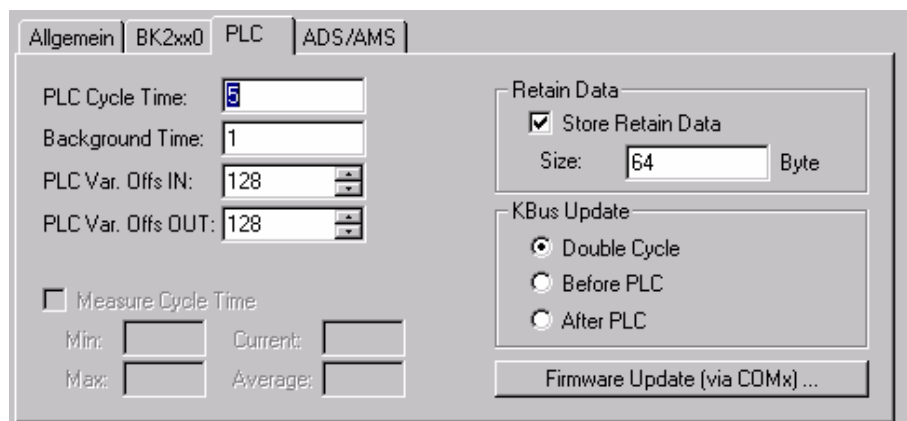 Allgemein BK2xx0 PLC ADS/AMS
PLC Cycle Time: 5
Background Time: 1
PLC Var. Offs IN: 128
PLC Var. Offs OUT: 128
Measure Cycle Time
Min: Current:
Max: Average:
Retain Data
Store Retain Data
Size: 64 Byte
KBus Update
Double Cycle
Before PLC
After PLC
Firmware Update (via COMx) ...